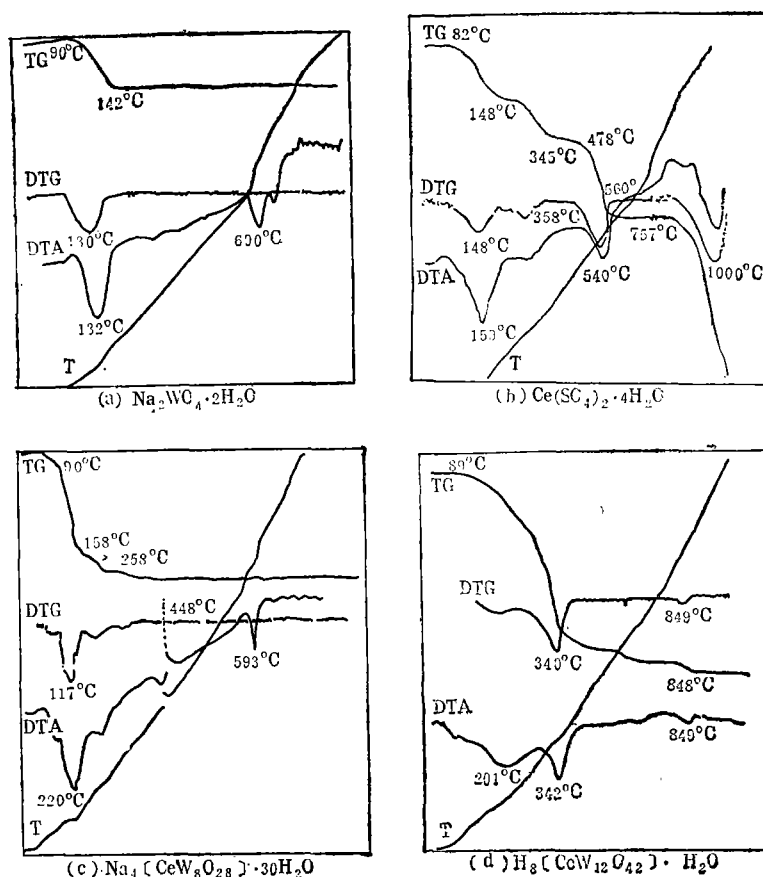 TG 90°C
142°C
DTG
130°C
600°C
DTA
132°C
T
(a) Na2WO4·2H2O
TG 82°C
148°C
345°C
478°C
DTG
560°
148°C
358°C
757°C
DTA
540°C
1000°C
150°C
T
(b) Ce(SC4)2·4H2O
TG 90°C
158°C
258°C
DTG
448°C
117°C
593°C
DTA
220°C
T
(c) Na4[CeW8O28]·30H2O
89°C
TG
DTG
849°C
340°C
848°C
DTA
849°C
201°C
342°C
T
(d) H8[CoW12O42]· H2O